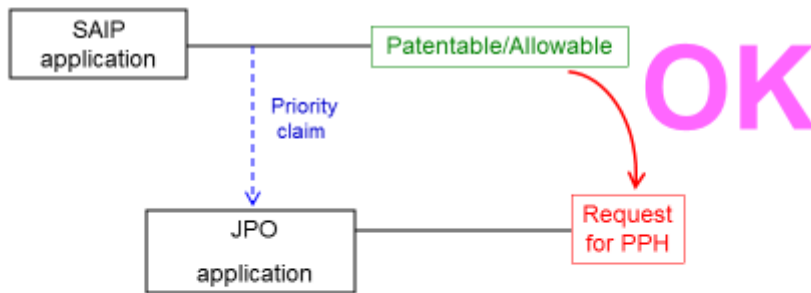 SAIP
application
Patentable/Allowable
OK
Priority
claim
JPO
application
Request
for PPH